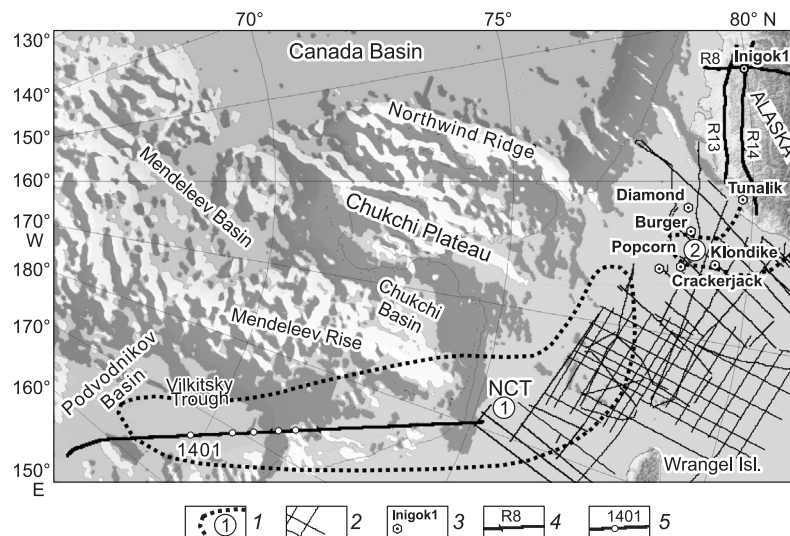 70° 75° 80° N
130°
140°
150°
160°
170°
W
180°
170°
160°
150°
E
Canada Basin
R8 Inigok1
ALASKA
R13
R14
Northwind Ridge
Mendeleev Basin
Tunalik
Diamond
Chukchi Plateau
Burger
2
Popcorn
Klondike
Crackerjack
Chukchi
Basin
Mendeleev Rise
Podvodnikov
Basin
Vilkitsky
Trough
NCT
1
1401
Wrangel Isl.
1 1 2 Inigok1 3 R8 4 1401 5